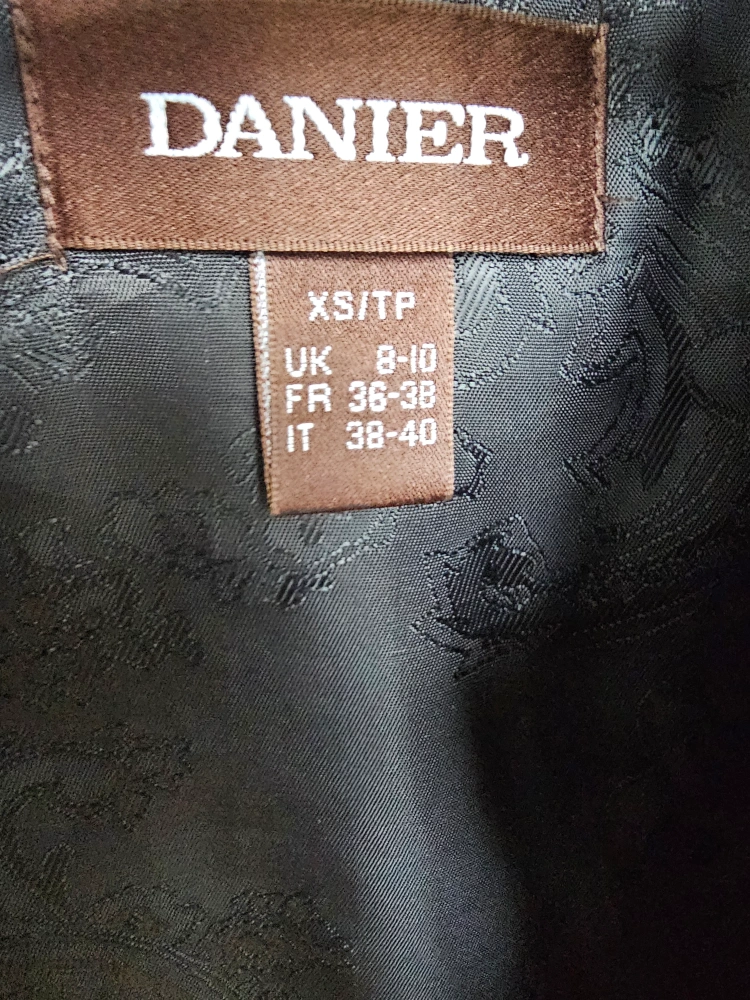 DANIER
XS/TP
UK 8-10
FR 36-38
IT 38-40